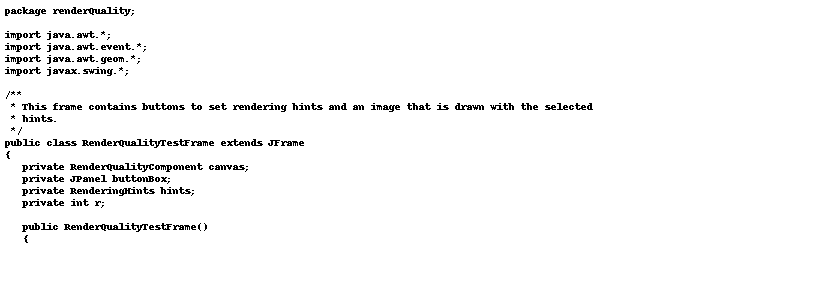 package renderQuality;

import java.awt.*;
import java.awt.event.*;
import java.awt.geom.*;
import javax.swing.*;

/**
 * This frame contains buttons to set rendering hints and an image that is drawn with the selected
 * hints.
 */
public class RenderQualityTestFrame extends JFrame
{
   private RenderQualityComponent canvas;
   private JPanel buttonBox;
   private RenderingHints hints;
   private int r;

   public RenderQualityTestFrame()
   {